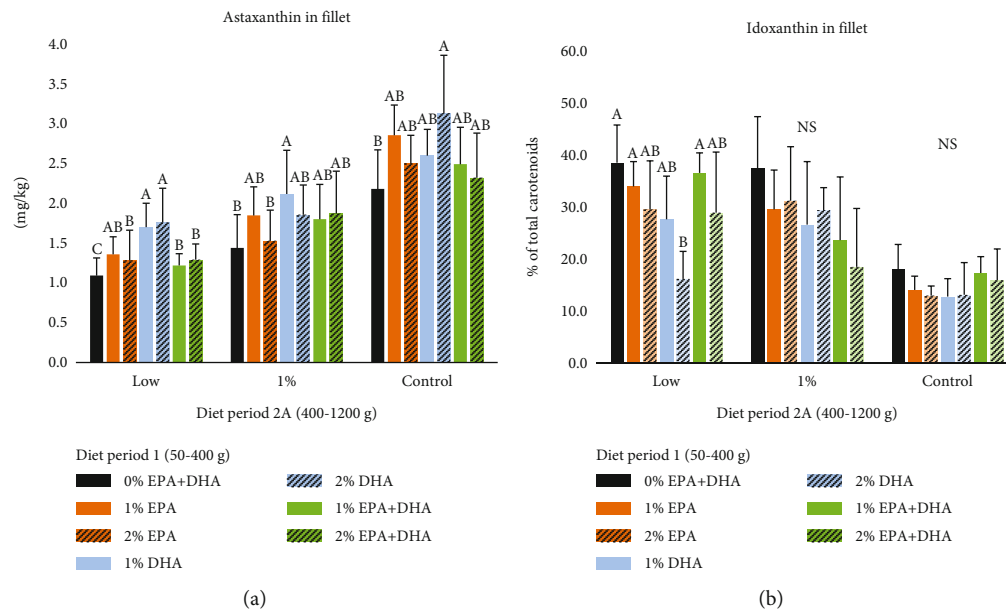 Astaxanthin in fillet
4.0
3.5
3.0
2.5
2.0
1.5
1.0
0.5
0.0
(mg/kg)
C AB B A A B B
B AB B A AB AB AB
B AB AB AB A AB AB
Low 1% Control
Diet period 2A (400-1200 g)
Diet period 1 (50-400 g)
0% EPA+DHA
1% EPA
2% EPA
1% DHA
2% DHA
1% EPA+DHA
2% EPA+DHA
(a)
Idoxanthin in fillet
60.0
50.0
40.0
30.0
20.0
10.0
0.0
% of total carotenoids
A A AB AB B A AB
NS
NS
Low 1% Control
Diet period 2A (400-1200 g)
Diet period 1 (50-400 g)
0% EPA+DHA
1% EPA
2% EPA
1% DHA
2% DHA
1% EPA+DHA
2% EPA+DHA
(b)